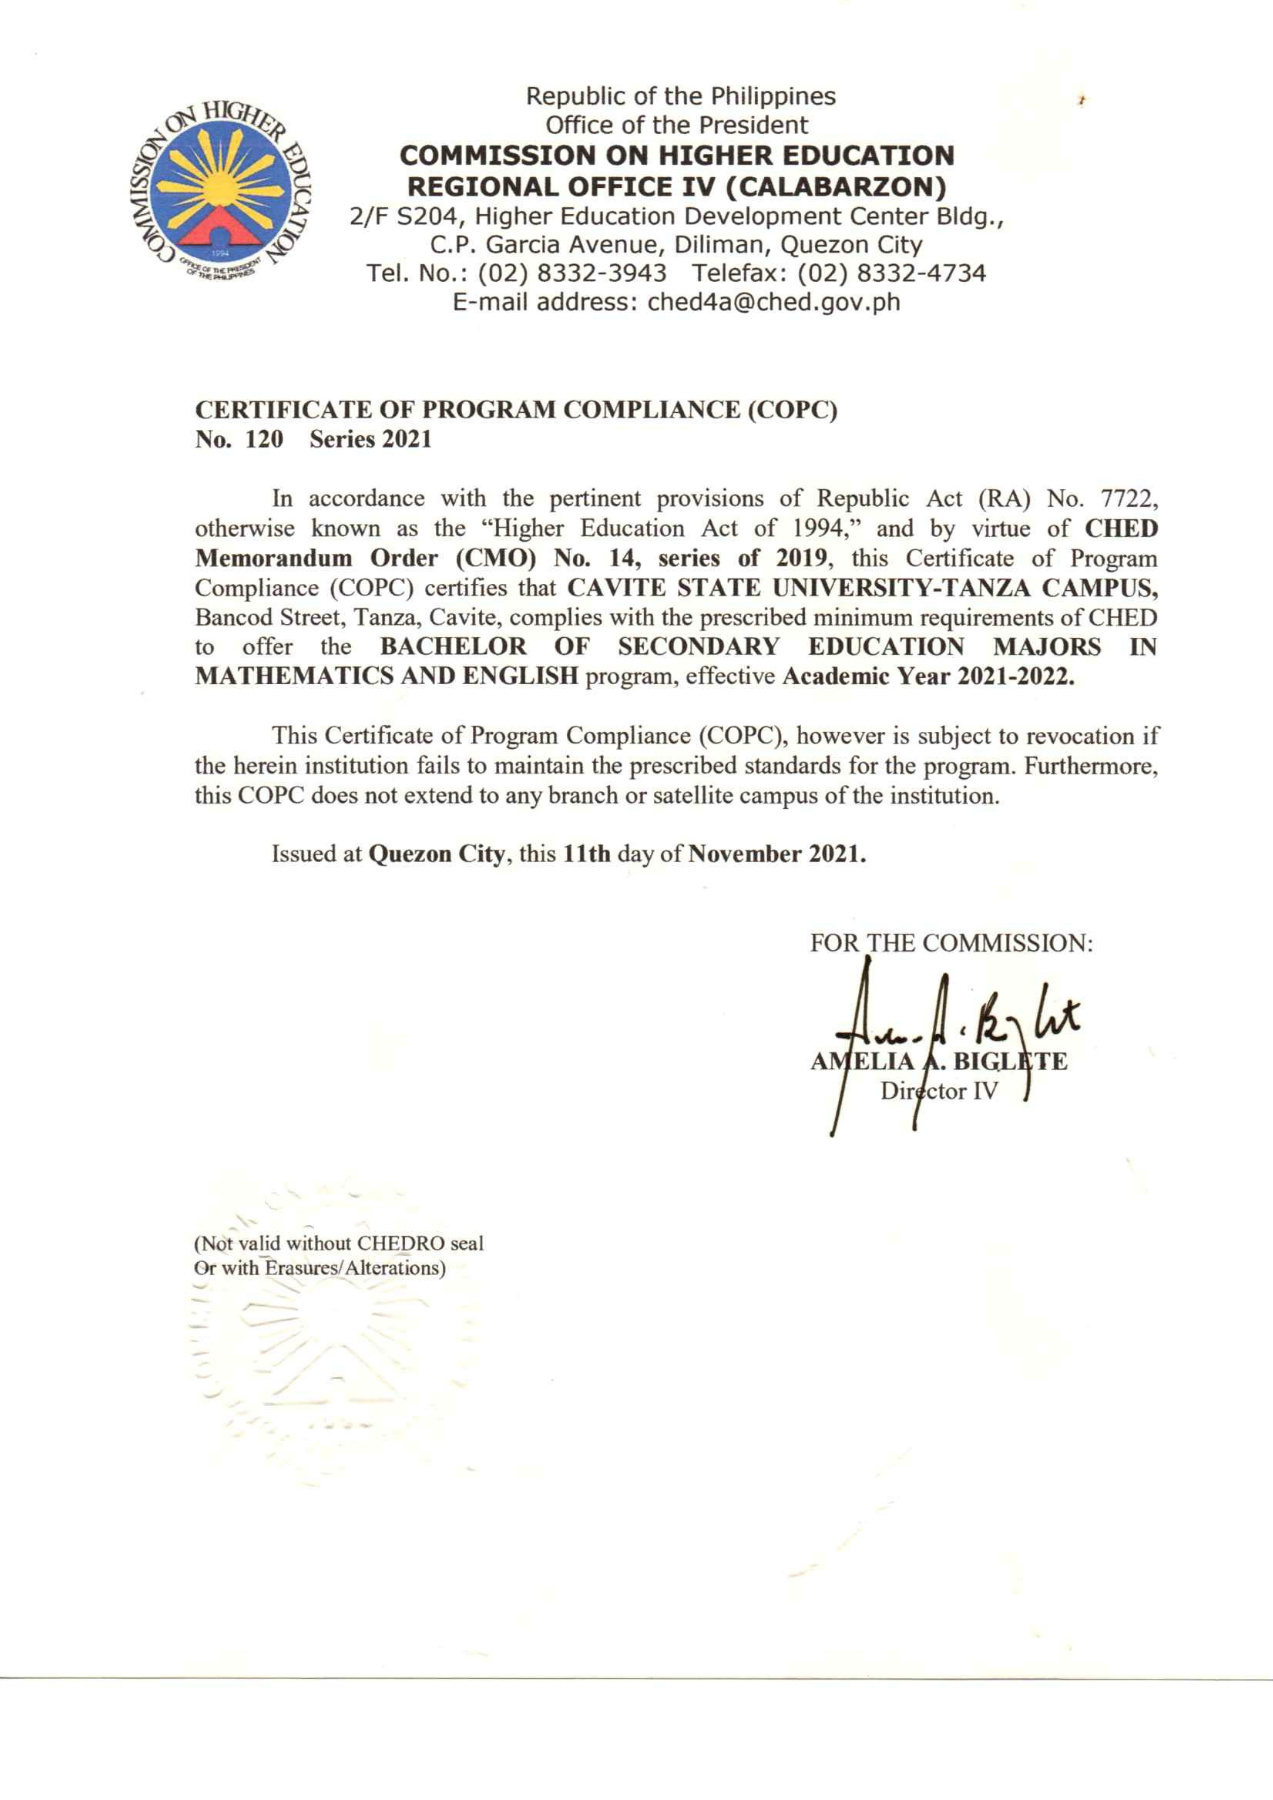 COMMISSION ON HIGHER EDUCATION
1994
OFFICE OF THE PRESIDENT
OF THE PHILIPPINES
Republic of the Philippines
Office of the President
COMMISSION ON HIGHER EDUCATION
REGIONAL OFFICE IV (CALABARZON)
2/F S204, Higher Education Development Center Bldg.,
C.P. Garcia Avenue, Diliman, Quezon City
Tel. No.: (02) 8332-3943 Telefax: (02) 8332-4734
E-mail address: ched4a@ched.gov.ph
CERTIFICATE OF PROGRAM COMPLIANCE (COPC)
No. 120 Series 2021
In accordance with the pertinent provisions of Republic Act (RA) No. 7722,
otherwise known as the “Higher Education Act of 1994,” and by virtue of CHED
Memorandum Order (CMO) No. 14, series of 2019, this Certificate of Program
Compliance (COPC) certifies that CAVITE STATE UNIVERSITY-TANZA CAMPUS,
Bancod Street, Tanza, Cavite, complies with the prescribed minimum requirements of CHED
to offer the BACHELOR OF SECONDARY EDUCATION MAJORS IN
MATHEMATICS AND ENGLISH program, effective Academic Year 2021-2022.
This Certificate of Program Compliance (COPC), however is subject to revocation if
the herein institution fails to maintain the prescribed standards for the program. Furthermore,
this COPC does not extend to any branch or satellite campus of the institution.
Issued at Quezon City, this 11th day of November 2021.
FOR THE COMMISSION:
AMELIA A. BIGLETE
Director IV
(Not valid without CHEDRO seal
Or with Erasures/Alterations)